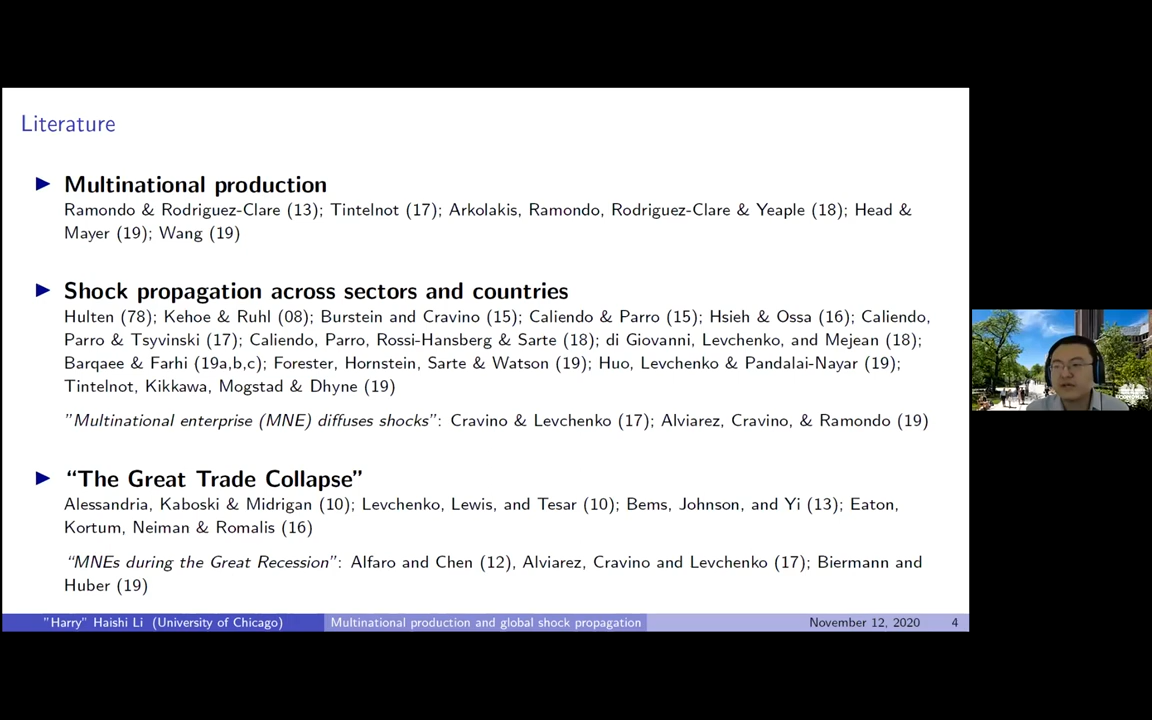 Literature
Multinational production
Ramondo & Rodriguez-Clare (13); Tintelnot (17); Arkolakis, Ramondo, Rodriguez-Clare & Yeaple (18); Head &
Mayer (19); Wang (19)
Shock propagation across sectors and countries
Hulten (78); Kehoe & Ruhl (08); Burstein and Cravino (15); Caliendo & Parro (15); Hsieh & Ossa (16); Caliendo,
Parro & Tsyvinski (17); Caliendo, Parro, Rossi-Hansberg & Sarte (18); di Giovanni, Levchenko, and Mejean (18);
Barqaee & Farhi (19a,b,c); Forester, Hornstein, Sarte & Watson (19); Huo, Levchenko & Pandalai-Nayar (19);
Tintelnot, Kikkawa, Mogstad & Dhyne (19)
"Multinational enterprise (MNE) diffuses shocks": Cravino & Levchenko (17); Alviarez, Cravino, & Ramondo (19)
“The Great Trade Collapse”
Alessandria, Kaboski & Midrigan (10); Levchenko, Lewis, and Tesar (10); Bems, Johnson, and Yi (13); Eaton,
Kortum, Neiman & Romalis (16)
“MNEs during the Great Recession”: Alfaro and Chen (12), Alviarez, Cravino and Levchenko (17); Biermann and
Huber (19)
"Harry" Haishi Li (University of Chicago) Multinational production and global shock propagation November 12, 2020 4